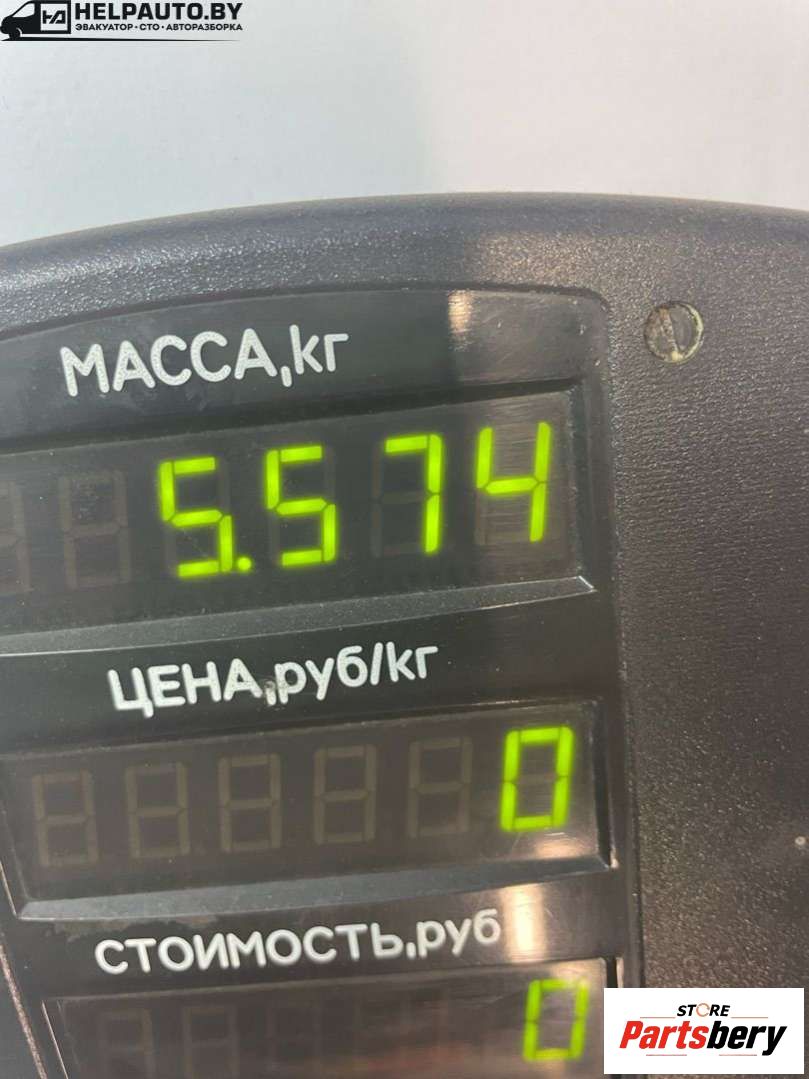 HELPAUTO.BY
ЭВАКУАТОР·СТО·АВТОРАЗБОРКА
МАССА,кг
5.574
ЦЕНА,руб/кг
0
СТОИМОСТЬ,руб
0
STORE
Partsbery